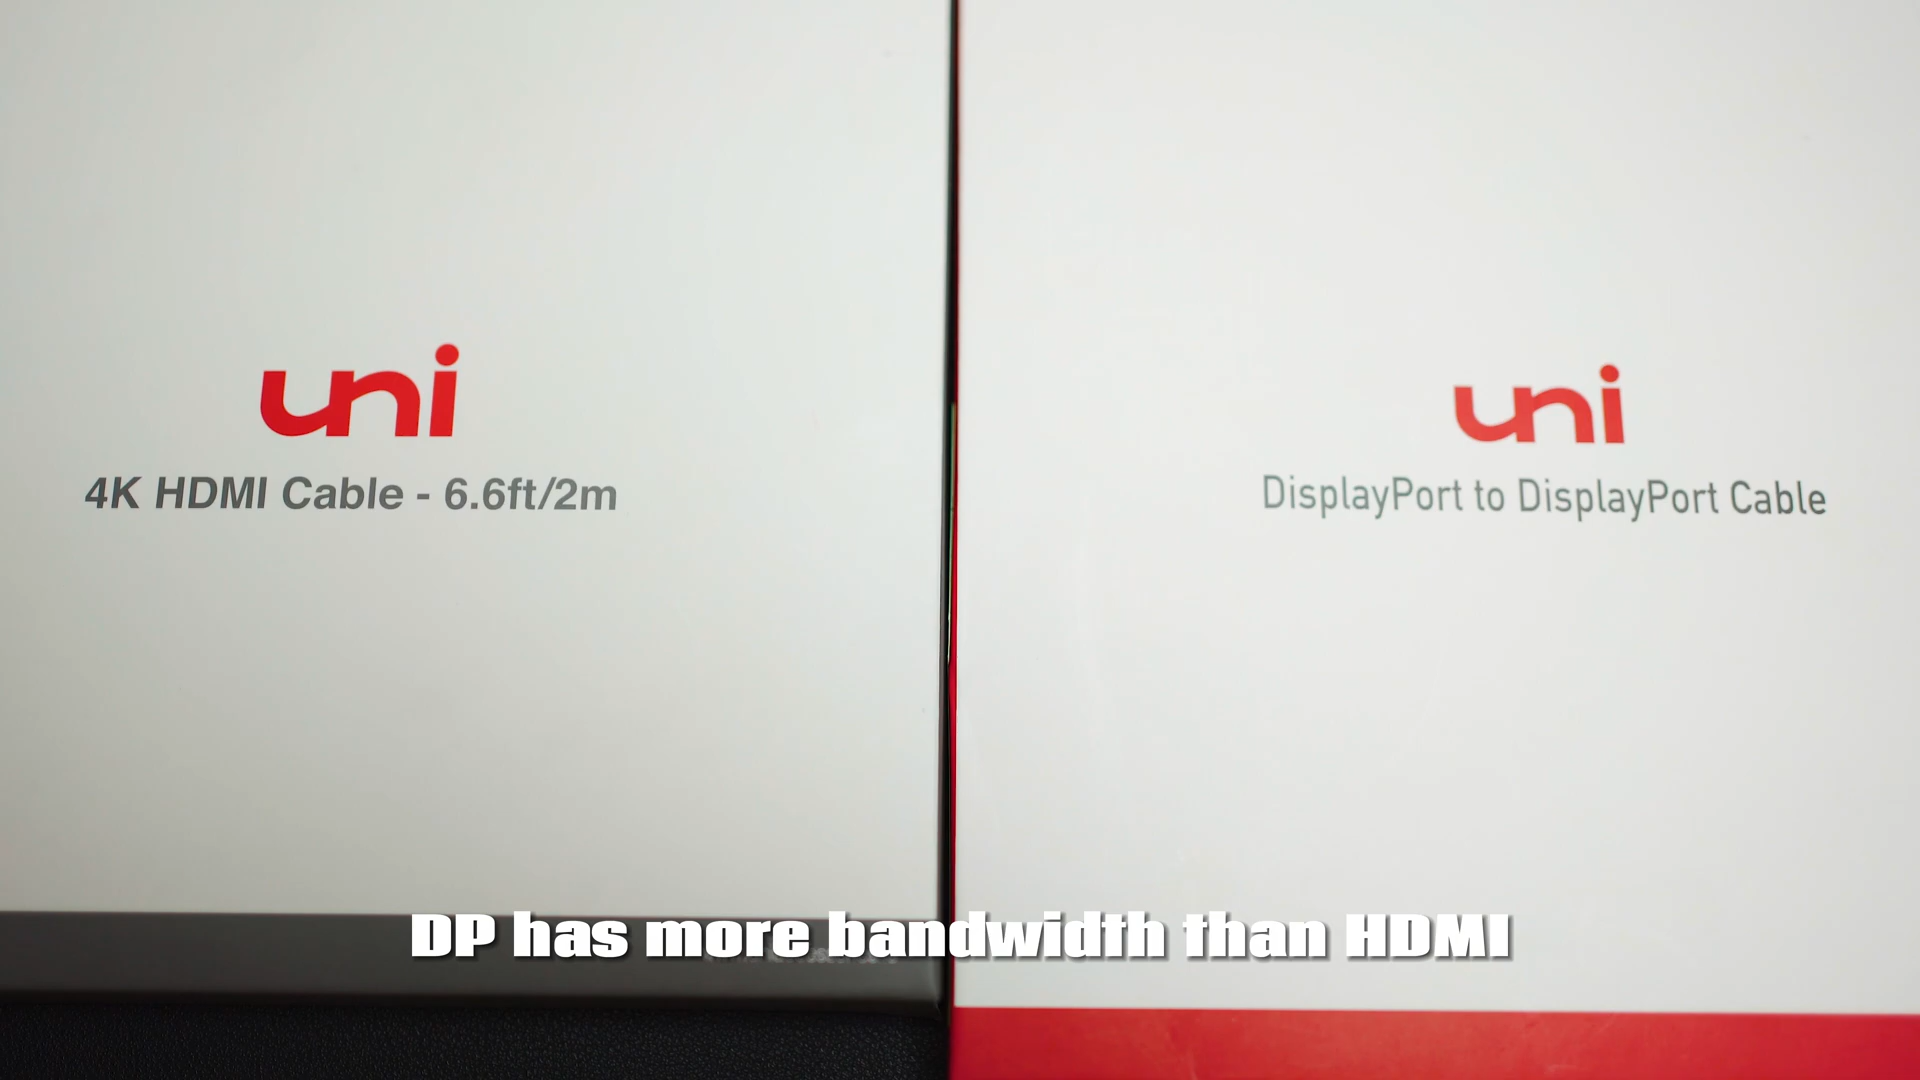 uni
4K HDMI Cable - 6.6ft/2m
uni
DisplayPort to DisplayPort Cable
DP has more bandwidth than HDMI